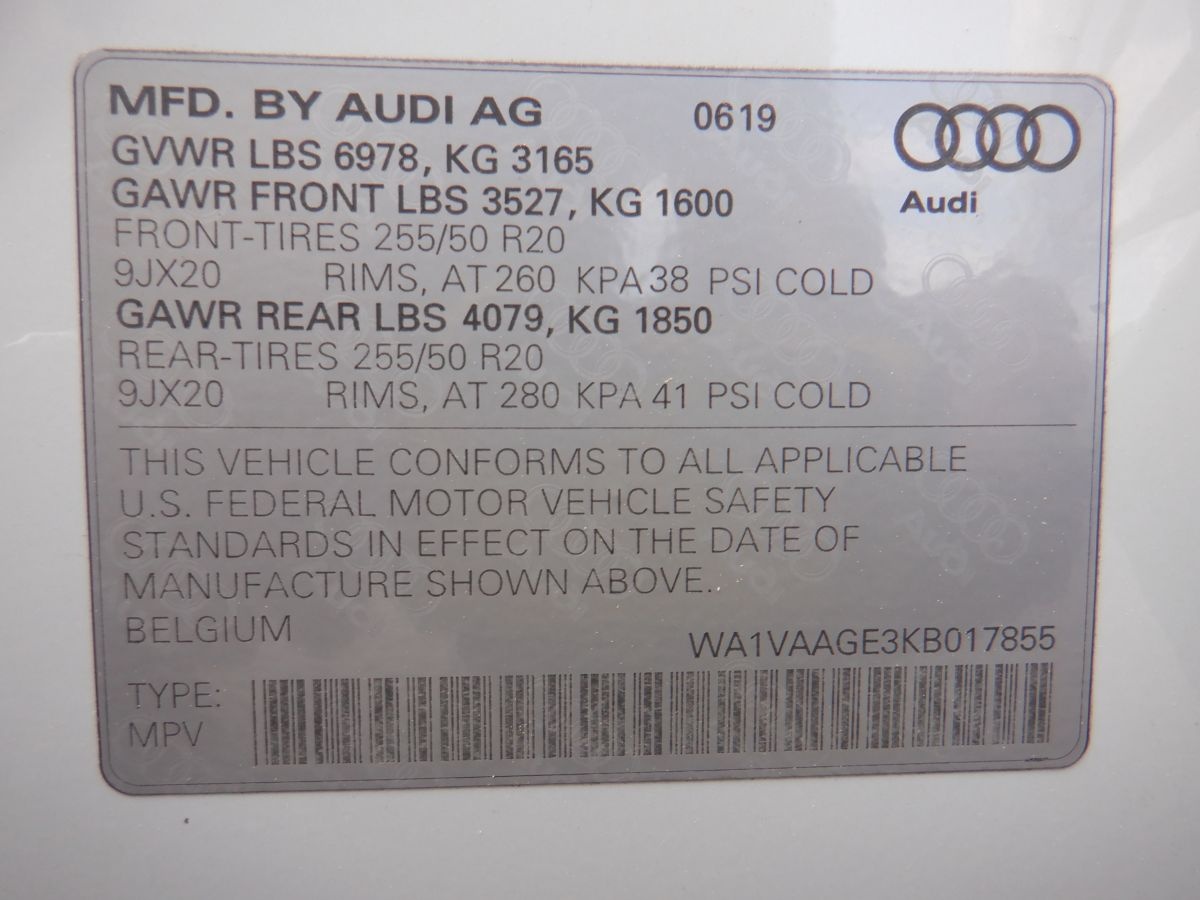 MFD. BY AUDI AG 0619
GVWR LBS 6978, KG 3165
GAWR FRONT LBS 3527, KG 1600
Audi
FRONT-TIRES 255/50 R20
9JX20 RIMS, AT 260 KPA 38 PSI COLD
GAWR REAR LBS 4079, KG 1850
REAR-TIRES 255/50 R20
9JX20 RIMS, AT 280 KPA 41 PSI COLD
THIS VEHICLE CONFORMS TO ALL APPLICABLE
U.S. FEDERAL MOTOR VEHICLE SAFETY
STANDARDS IN EFFECT ON THE DATE OF
MANUFACTURE SHOWN ABOVE.
BELGIUM WA1VAAGE3KB017855
TYPE:
MPV